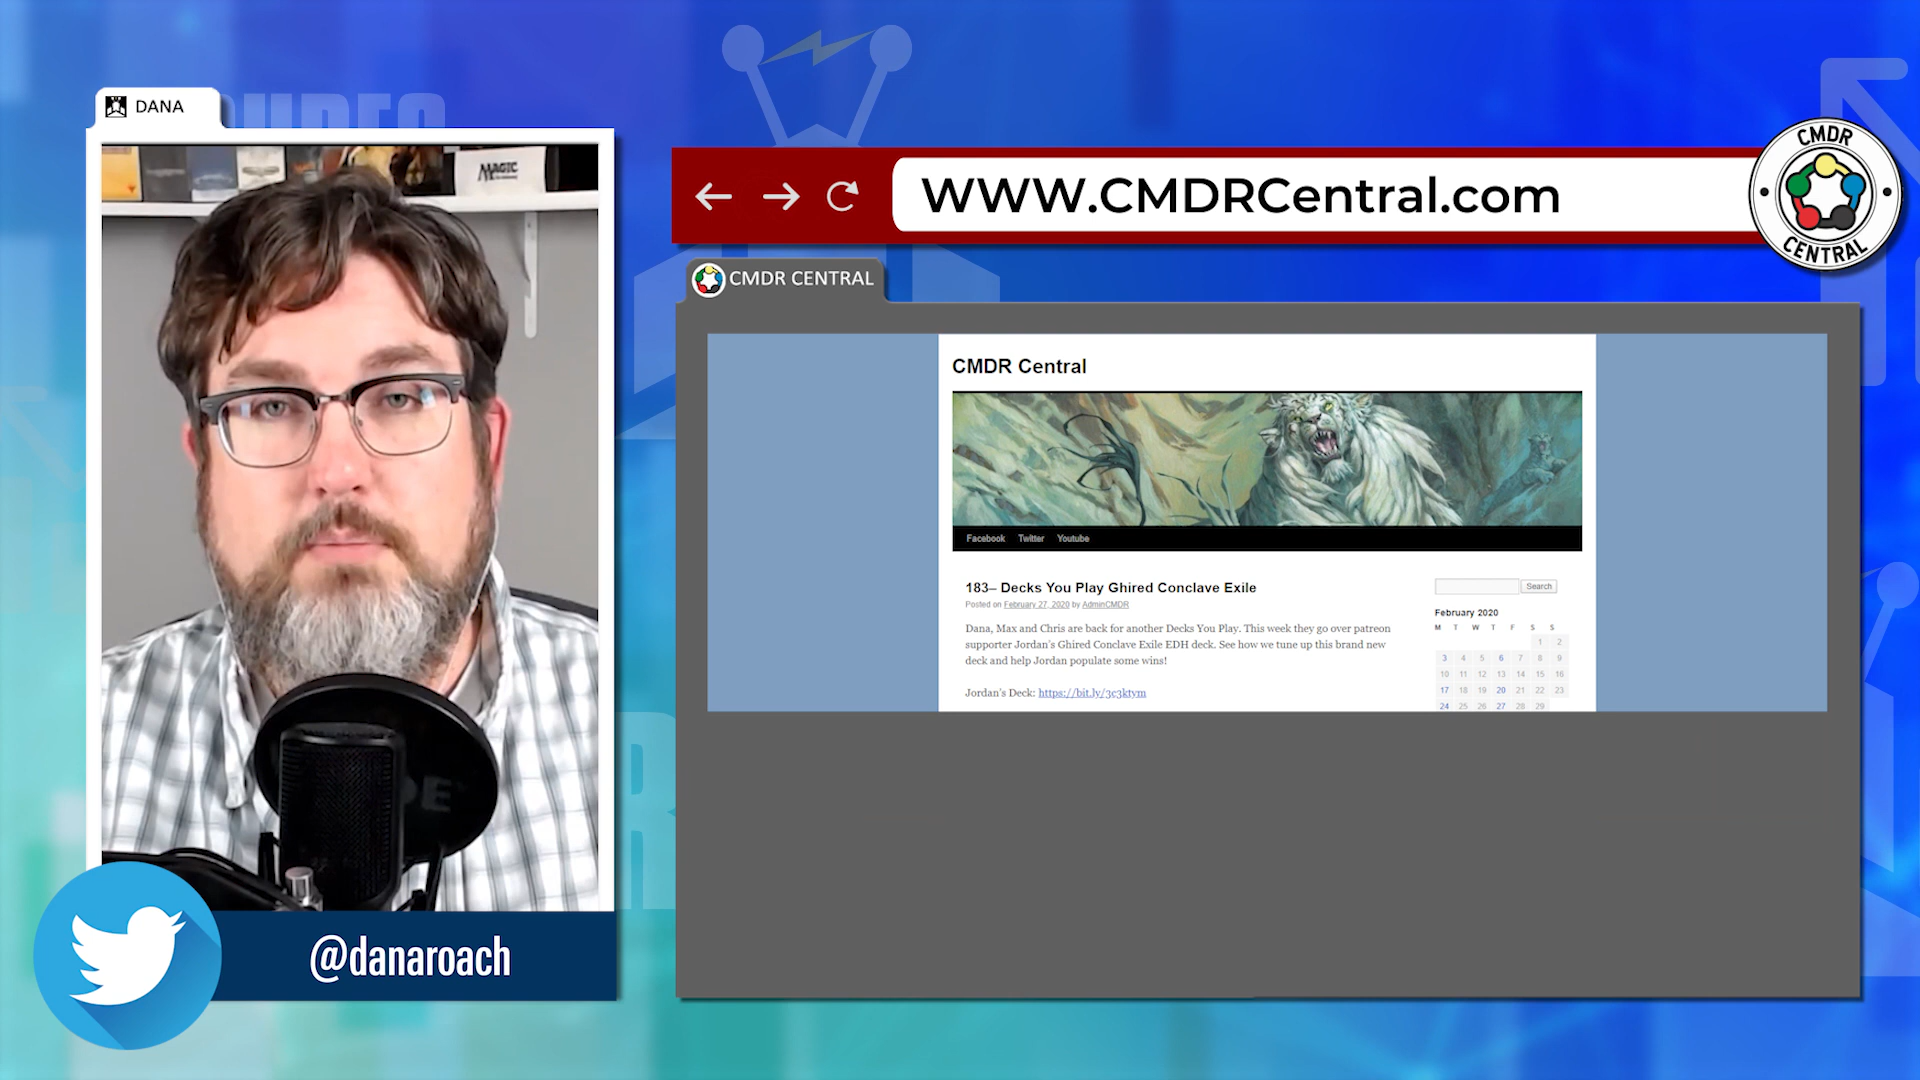 DANA
MAGIC
@danaroach
WWW.CMDRCentral.com
CMDR
CENTRAL
CMDR CENTRAL
CMDR Central
Facebook Twitter Youtube
183– Decks You Play Ghired Conclave Exile
Posted on February 27, 2020 by AdminCMDR
Dana, Max and Chris are back for another Decks You Play. This week they go over patreon
supporter Jordan's Ghired Conclave Exile EDH deck. See how we tune up this brand new
deck and help Jordan populate some wins!
Jordan's Deck: https://bit.ly/3c3ktym
Search
February 2020
M T W T F S S
1 2
3 4 5 6 7 8 9
10 11 12 13 14 15 16
17 18 19 20 21 22 23
24 25 26 27 28 29